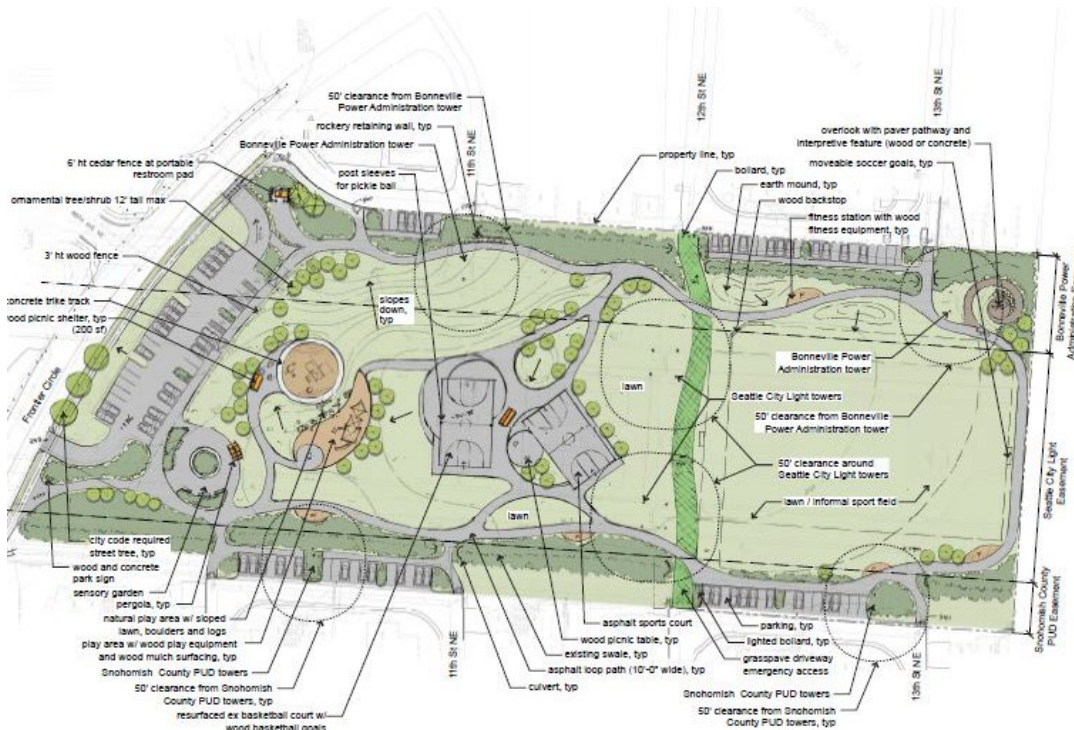 50' clearance from Bonneville
Power Administration tower
rockery retaining wall, typ
Bonneville Power Administration tower
6' ht cedar fence at portable
restroom pad
post sleeves
for pickle ball
11th St NE
ornamental tree/shrub 12' tall max
3' ht wood fence
concrete trike track
wood picnic shelter, typ
(200 sf)
slopes
down,
typ
12th St NE
13th St NE
property line, typ
bollard, typ
earth mound, typ
wood backstop
fitness station with wood
fitness equipment, typ
overlook with paver pathway and
interpretive feature (wood or concrete)
moveable soccer goals, typ
Bonneville Power
Administration
Bonneville Power
Administration tower
lawn
Seattle City Light towers
50' clearance from Bonneville
Power Administration tower
50' clearance around
Seattle City Light towers
lawn / informal sport field
lawn
Seattle City Light
Easement
Snohomish County
PUD Easement
Frontier Circle
city code required
street tree, typ
wood and concrete
park sign
sensory garden
pergola, typ
natural play area w/ sloped
lawn, boulders and logs
play area w/ wood play equipment
and wood mulch surfacing, typ
Snohomish County PUD towers
50' clearance from Snohomish
County PUD towers, typ
resurfaced ex basketball court w/
wood basketball goals
11th St NE
asphalt sports court
wood picnic table, typ
existing swale, typ
asphalt loop path (10'-0" wide), typ
culvert, typ
parking, typ
lighted bollard, typ
grasspave driveway
emergency access
Snohomish County PUD towers
50' clearance from Snohomish
County PUD towers, typ
13th St NE